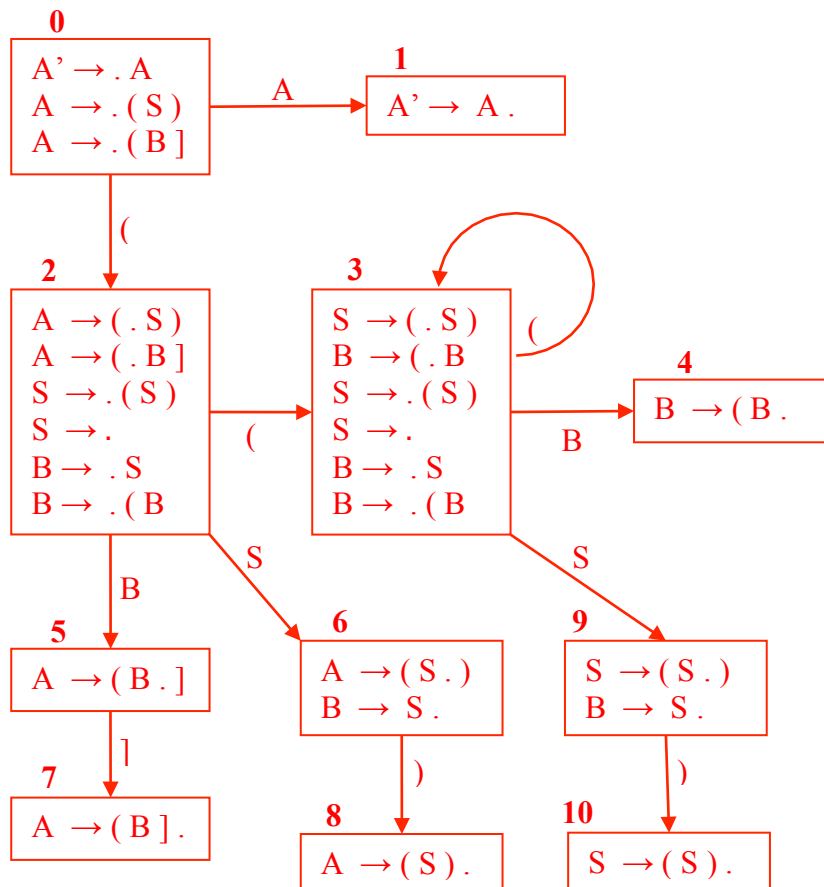 0
A’ → . A
A → . ( S )
A → . ( B ]
A
1
A’ → A .
(
2
A → ( . S )
A → ( . B ]
S → . ( S )
S → .
B → . S
B → . ( B
(
3
S → ( . S )
B → ( . B
S → . ( S )
S → .
B → . S
B → . ( B
(
B
4
B → ( B .
B
S
S
5
A → ( B . ]
6
A → ( S . )
B → S .
9
S → ( S . )
B → S .
]
)
)
7
A → ( B ] .
8
A → ( S ) .
10
S → ( S ) .